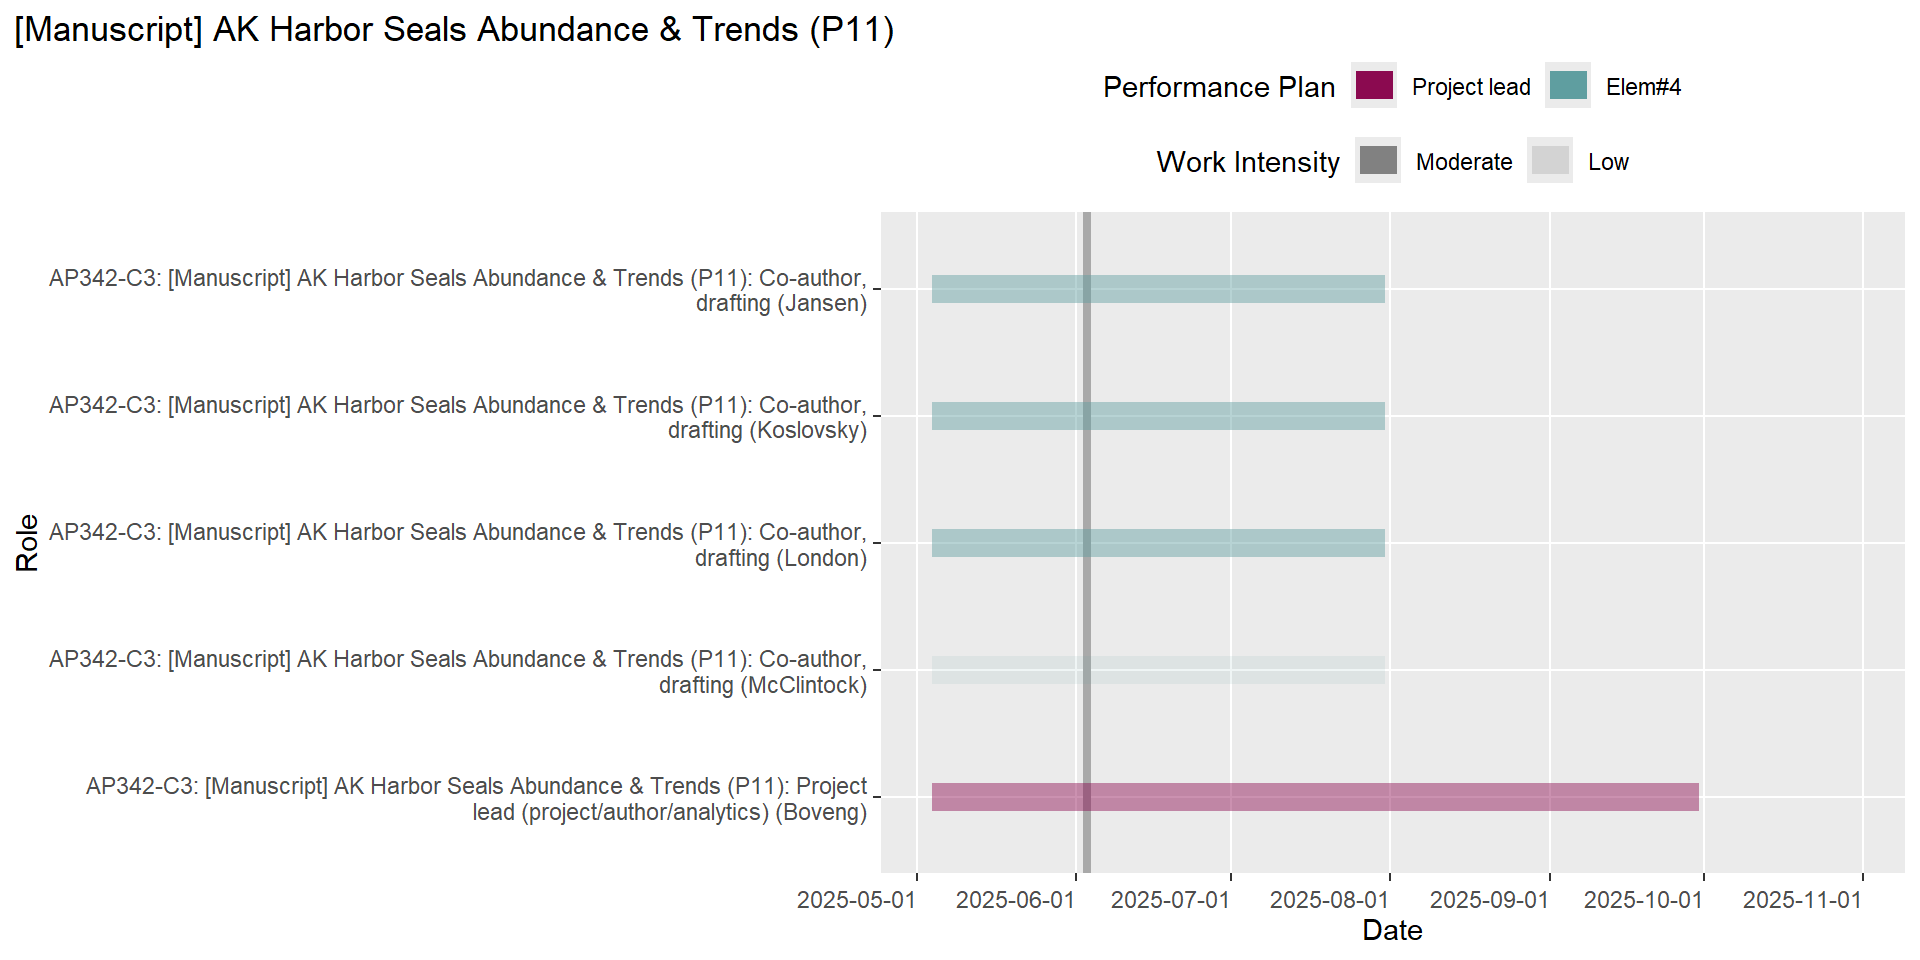 [Manuscript] AK Harbor Seals Abundance & Trends (P11)
Performance Plan Project lead Elem#4
Work Intensity Moderate Low
AP342-C3: [Manuscript] AK Harbor Seals Abundance & Trends (P11): Co-author,
drafting (Jansen)
AP342-C3: [Manuscript] AK Harbor Seals Abundance & Trends (P11): Co-author,
drafting (Koslovsky)
Role
AP342-C3: [Manuscript] AK Harbor Seals Abundance & Trends (P11): Co-author,
drafting (London)
AP342-C3: [Manuscript] AK Harbor Seals Abundance & Trends (P11): Co-author,
drafting (McClintock)
AP342-C3: [Manuscript] AK Harbor Seals Abundance & Trends (P11): Project
lead (project/author/analytics) (Boveng)
2025-05-01 2025-06-01 2025-07-01 2025-08-01 2025-09-01 2025-10-01 2025-11-01
Date